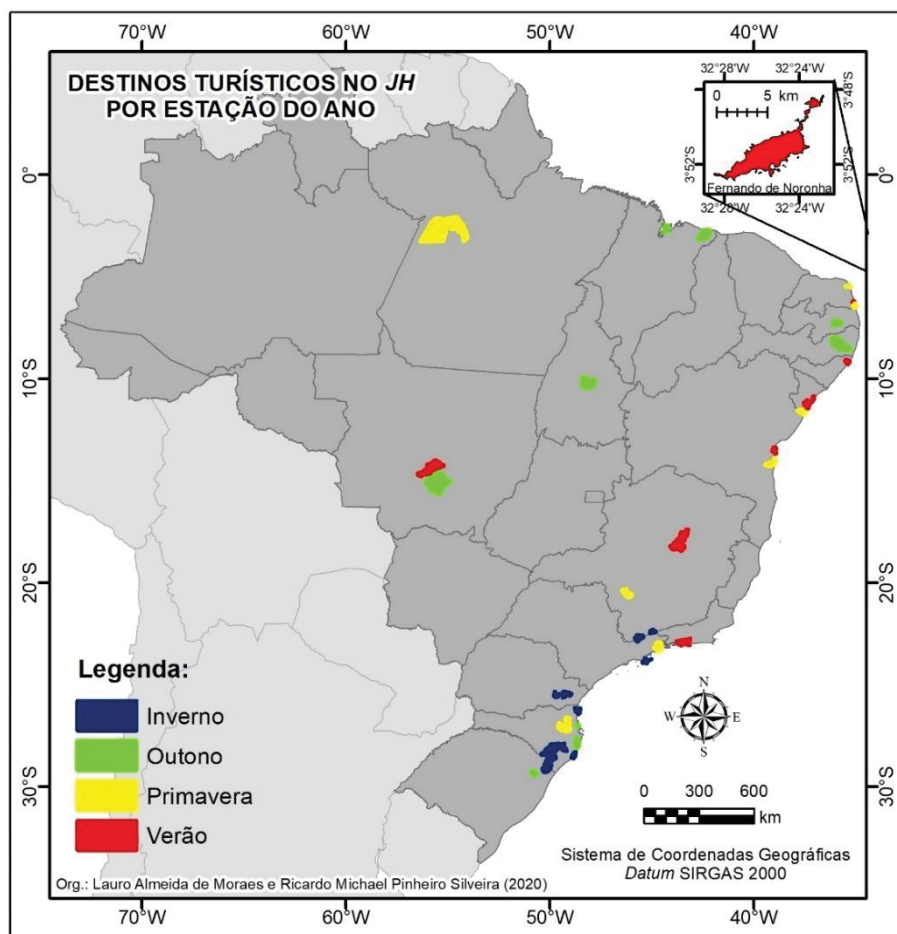 70°W 60°W 50°W 40°W
DESTINOS TURÍSTICOS NO JH
POR ESTAÇÃO DO ANO
32°28'W 32°24'W
0 5 km
3°48'S
3°52'S
3°52'S
Fernando de Noronha
32°28'W 32°24'W
0° 0°
10°S 10°S
20°S 20°S
30°S 30°S
Legenda:
Inverno
Outono
Primavera
Verão
N
W E
S
0 300 600
km
Sistema de Coordenadas Geográficas
Datum SIRGAS 2000
Org.: Lauro Almeida de Moraes e Ricardo Michael Pinheiro Silveira (2020)
70°W 60°W 50°W 40°W